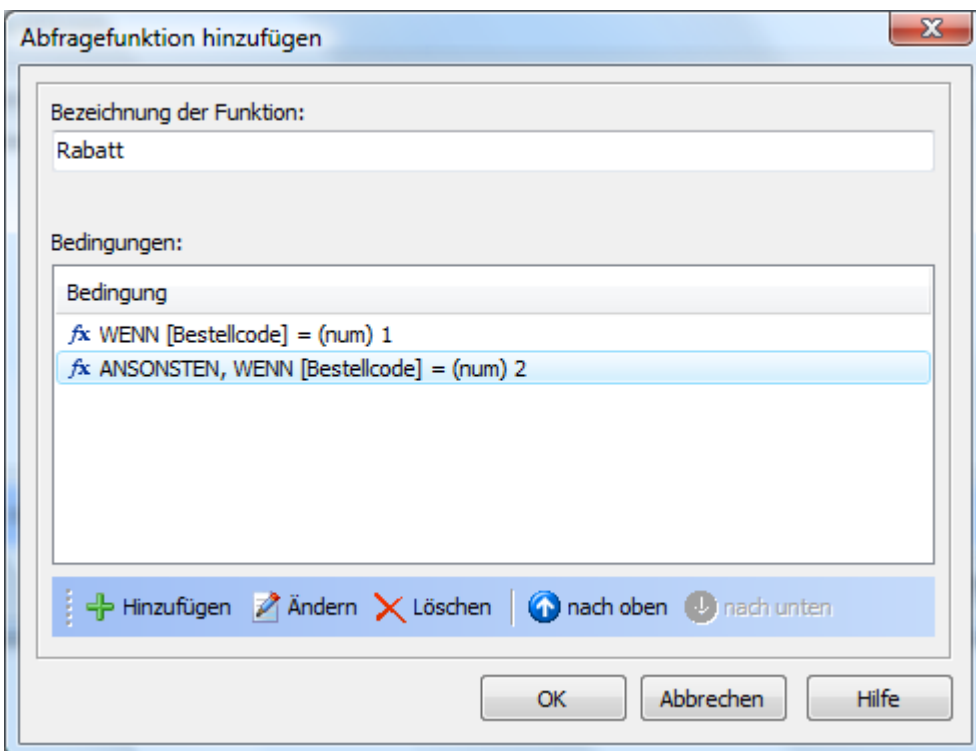 Abfragefunktion hinzufügen
Bezeichnung der Funktion:
Rabatt
Bedingungen:
Bedingung
fx WENN [Bestellcode] = (num) 1
fx ANSONSTEN, WENN [Bestellcode] = (num) 2
Hinzufügen Ändern Löschen nach oben nach unten
OK Abbrechen Hilfe